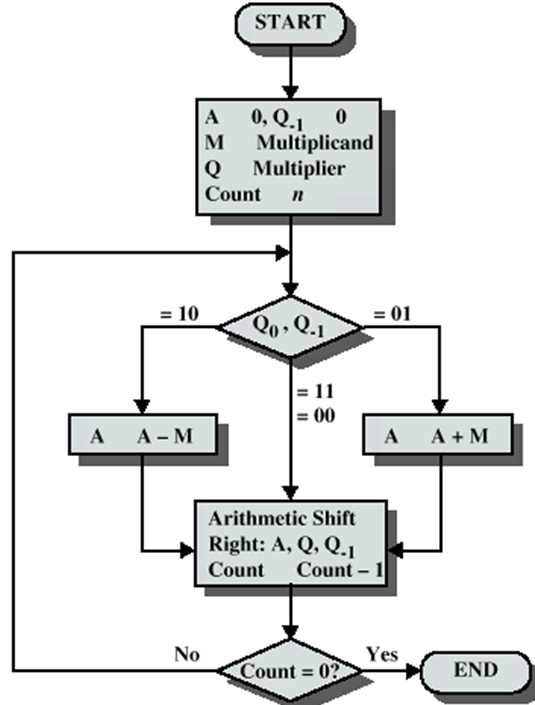 START
A 0, Q-1 0
M Multiplicand
Q Multiplier
Count n
= 10
Q0 , Q-1
= 01
= 11
= 00
A A – M
A A + M
Arithmetic Shift
Right: A, Q, Q-1
Count Count – 1
No
Count = 0?
Yes
END